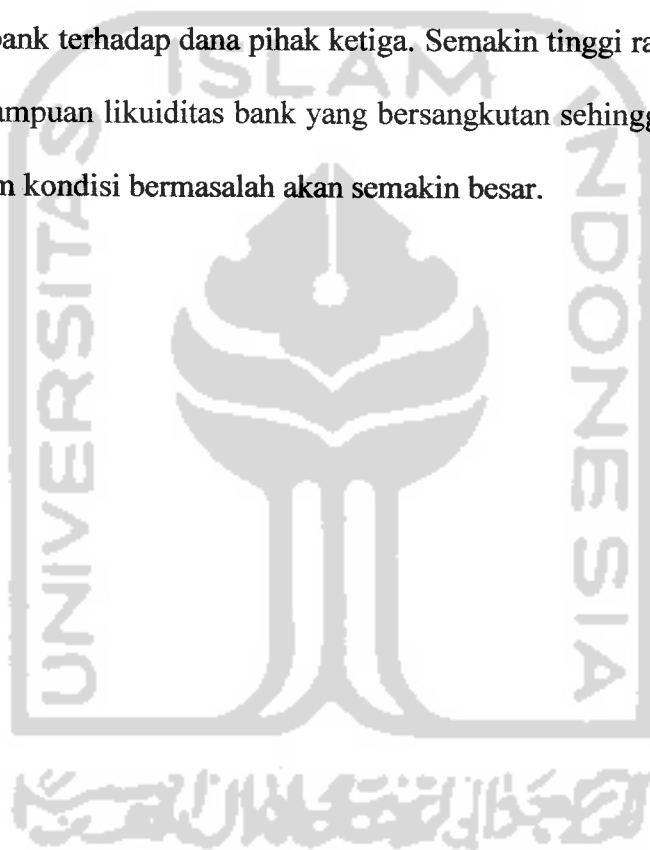 bank terhadap dana pihak ketiga. Semakin tinggi ra
ampuan likuiditas bank yang bersangkutan sehingg
m kondisi bermasalah akan semakin besar.
ISLAM
UNIVERSITAS
INDONESIA